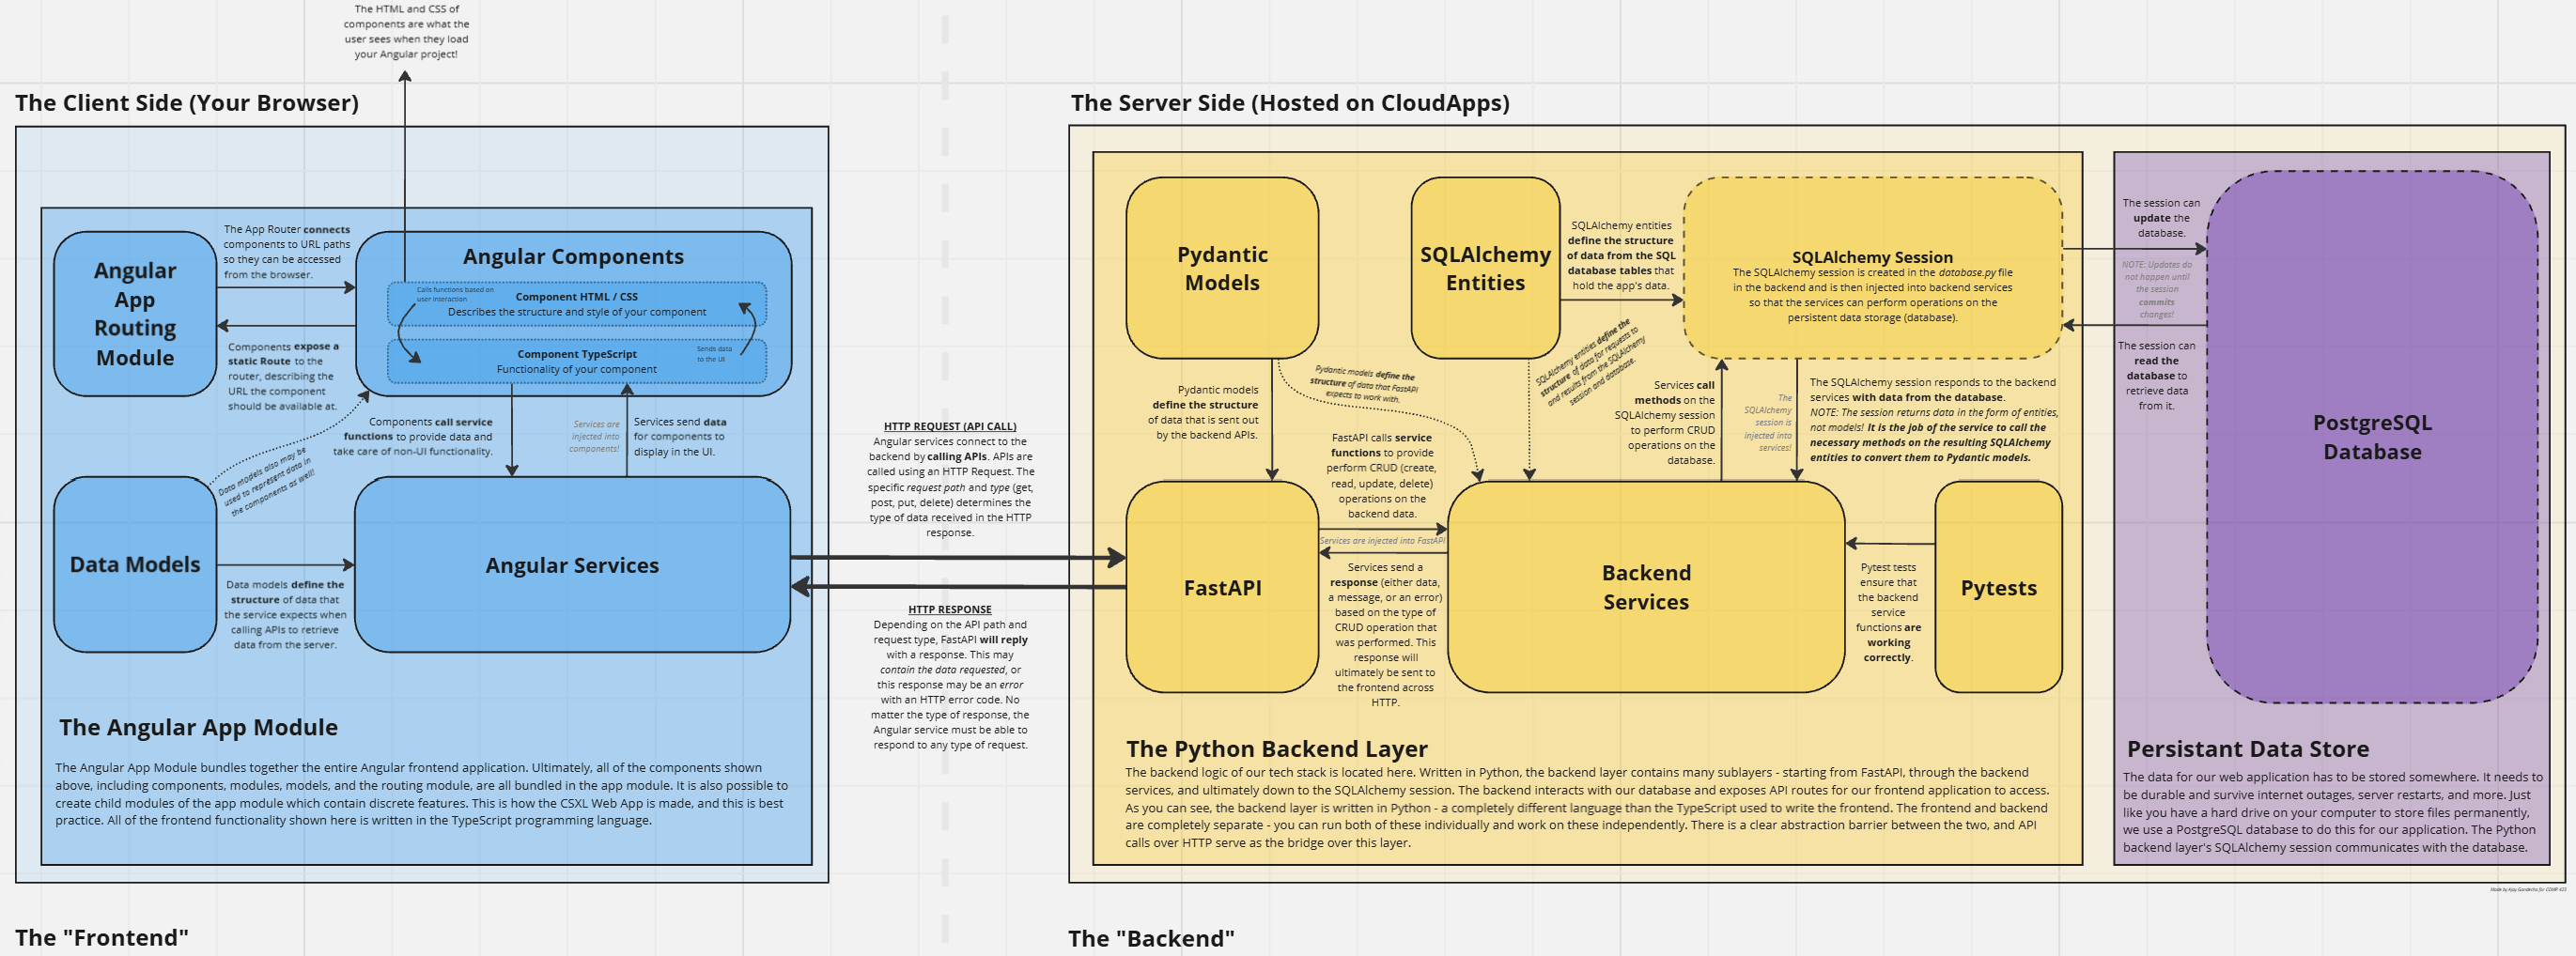 The HTML and CSS of
components are what the
user sees when they load
your Angular project!
The Client Side (Your Browser)
Angular
App
Routing
Module
The App Router connects
components to URL paths
so they can be accessed
from the browser.
Components expose a
static Route to the
router, describing the
URL the component
should be available at.
Angular Components
Calls functions based on
user interaction
Component HTML / CSS
Describes the structure and style of your component
Component TypeScript
Functionality of your component
Sends data
to the UI
Data models also may be
used to represent data in
the components as well!
Components call service
functions to provide data and
take care of non-UI functionality.
Services are
injected into
components!
Services send data
for components to
display in the UI.
Data Models
Data models define the
structure of data that
the service expects when
calling APIs to retrieve
data from the server.
Angular Services
The Angular App Module
The Angular App Module bundles together the entire Angular frontend application. Ultimately, all of the components shown
above, including components, modules, models, and the routing module, are all bundled in the app module. It is also possible to
create child modules of the app module which contain discrete features. This is how the CSXL Web App is made, and this is best
practice. All of the frontend functionality shown here is written in the TypeScript programming language.
The "Frontend"
HTTP REQUEST (API CALL)
Angular services connect to the
backend by calling APIs. APIs are
called using an HTTP Request. The
specific request path and type (get,
post, put, delete) determines the
type of data received in the HTTP
response.
HTTP RESPONSE
Depending on the API path and
request type, FastAPI will reply
with a response. This may
contain the data requested, or
this response may be an error
with an HTTP error code. No
matter the type of response, the
Angular service must be able to
respond to any type of request.
The Server Side (Hosted on CloudApps)
Pydantic
Models
SQLAlchemy
Entities
SQLAlchemy entities
define the structure
of data from the SQL
database tables that
hold the app's data.
SQLAlchemy Session
The SQLAlchemy session is created in the database.py file
in the backend and is then injected into backend services
so that the services can perform operations on the
persistent data storage (database).
Pydantic models
define the structure
of data that is sent out
by the backend APIs.
Pydantic models define the
structure of data that FastAPI
expects to work with.
SQLAlchemy entities define the
structure of data for requests to
and results from the SQLAlchemy
session and database.
FastAPI calls service
functions to provide
perform CRUD (create,
read, update, delete)
operations on the
backend data.
Services call
methods on the
SQLAlchemy session
to perform CRUD
operations on the
database.
The
SQLAlchemy
session is
injected into
services!
The SQLAlchemy session responds to the backend
services with data from the database.
NOTE: The session returns data in the form of entities,
not models! It is the job of the service to call the
necessary methods on the resulting SQLAlchemy
entities to convert them to Pydantic models.
FastAPI
Services are injected into FastAPI
Services send a
response (either data,
a message, or an error)
based on the type of
CRUD operation that
was performed. This
response will
ultimately be sent to
the frontend across
HTTP.
Backend
Services
Pytest tests
ensure that
the backend
service
functions are
working
correctly.
Pytests
The Python Backend Layer
The backend logic of our tech stack is located here. Written in Python, the backend layer contains many sublayers - starting from FastAPI, through the backend
services, and ultimately down to the SQLAlchemy session. The backend interacts with our database and exposes API routes for our frontend application to access.
As you can see, the backend layer is written in Python - a completely different language than the TypeScript used to write the frontend. The frontend and backend
are completely separate - you can run both of these individually and work on these independently. There is a clear abstraction barrier between the two, and API
calls over HTTP serve as the bridge over this layer.
The session can
update the
database.
NOTE: Updates do
not happen until
the session
commits
changes!
The session can
read the
database to
retrieve data
from it.
PostgreSQL
Database
Persistant Data Store
The data for our web application has to be stored somewhere. It needs to
be durable and survive internet outages, server restarts, and more. Just
like you have a hard drive on your computer to store files permanently,
we use a PostgreSQL database to do this for our application. The Python
backend layer's SQLAlchemy session communicates with the database.
Made by Ajay Gandecha for COMP 423
The "Backend"